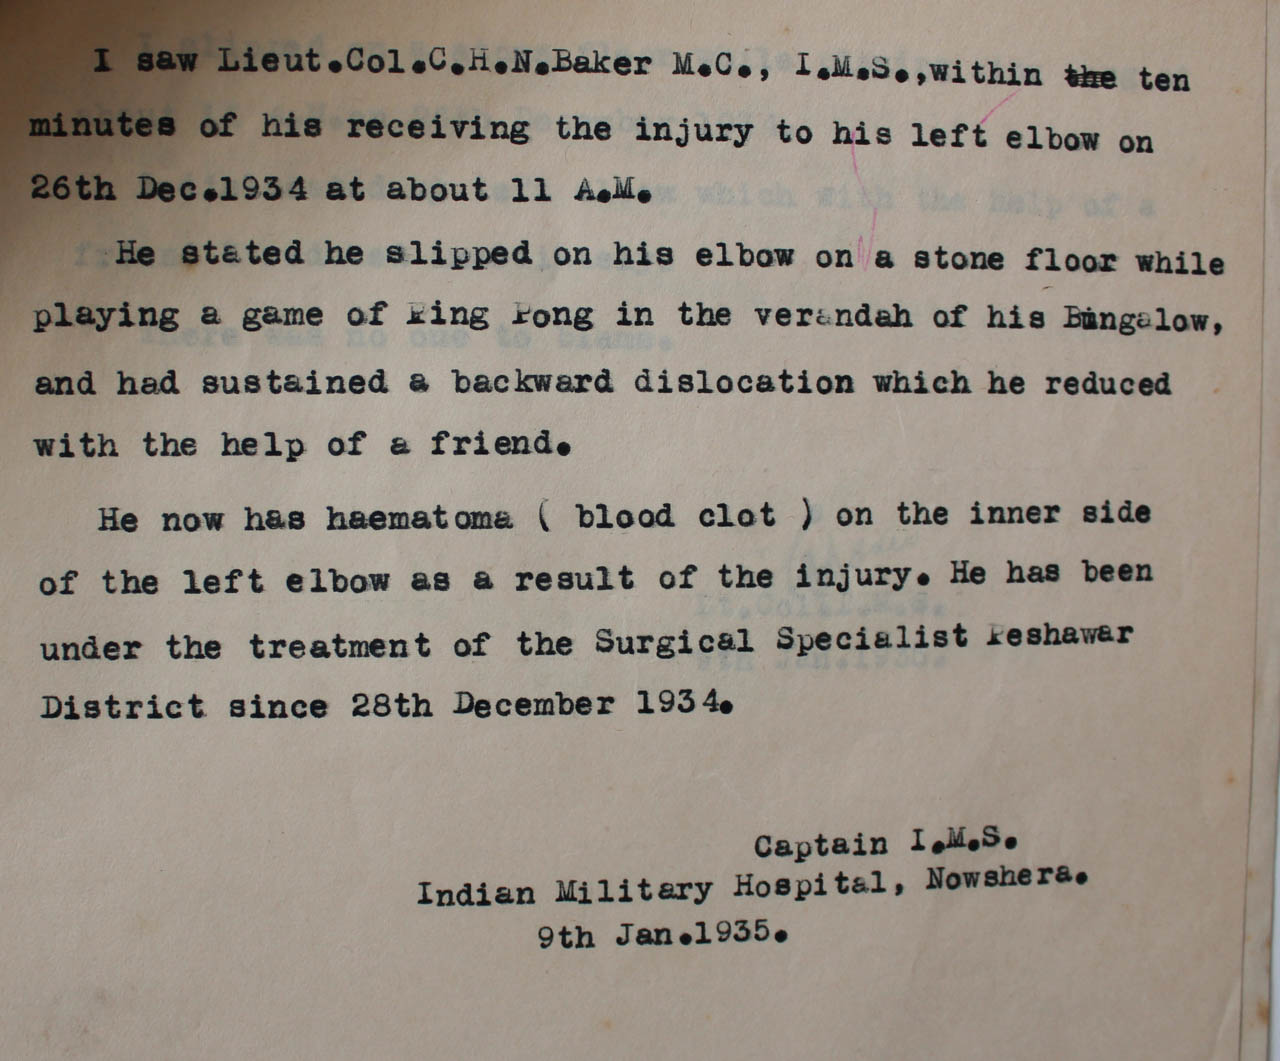 I saw Lieut.Col.C.H.N.Baker M.C., I.M.S.,within the ten
minutes of his receiving the injury to his left elbow on
26th Dec.1934 at about 11 A.M.
He stated he slipped on his elbow on a stone floor while
playing a game of Ping Pong in the verandah of his Bungalow,
and had sustained a backward dislocation which he reduced
with the help of a friend.
He now has haematoma ( blood clot ) on the inner side
of the left elbow as a result of the injury. He has been
under the treatment of the Surgical Specialist Peshawar
District since 28th December 1934.
Captain I.M.S.
Indian Military Hospital, Nowshera.
9th Jan.1935.